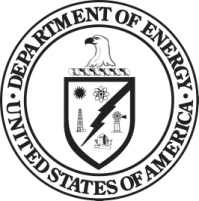 · DEPARTMENT OF ENERGY ·
UNITED STATES OF AMERICA